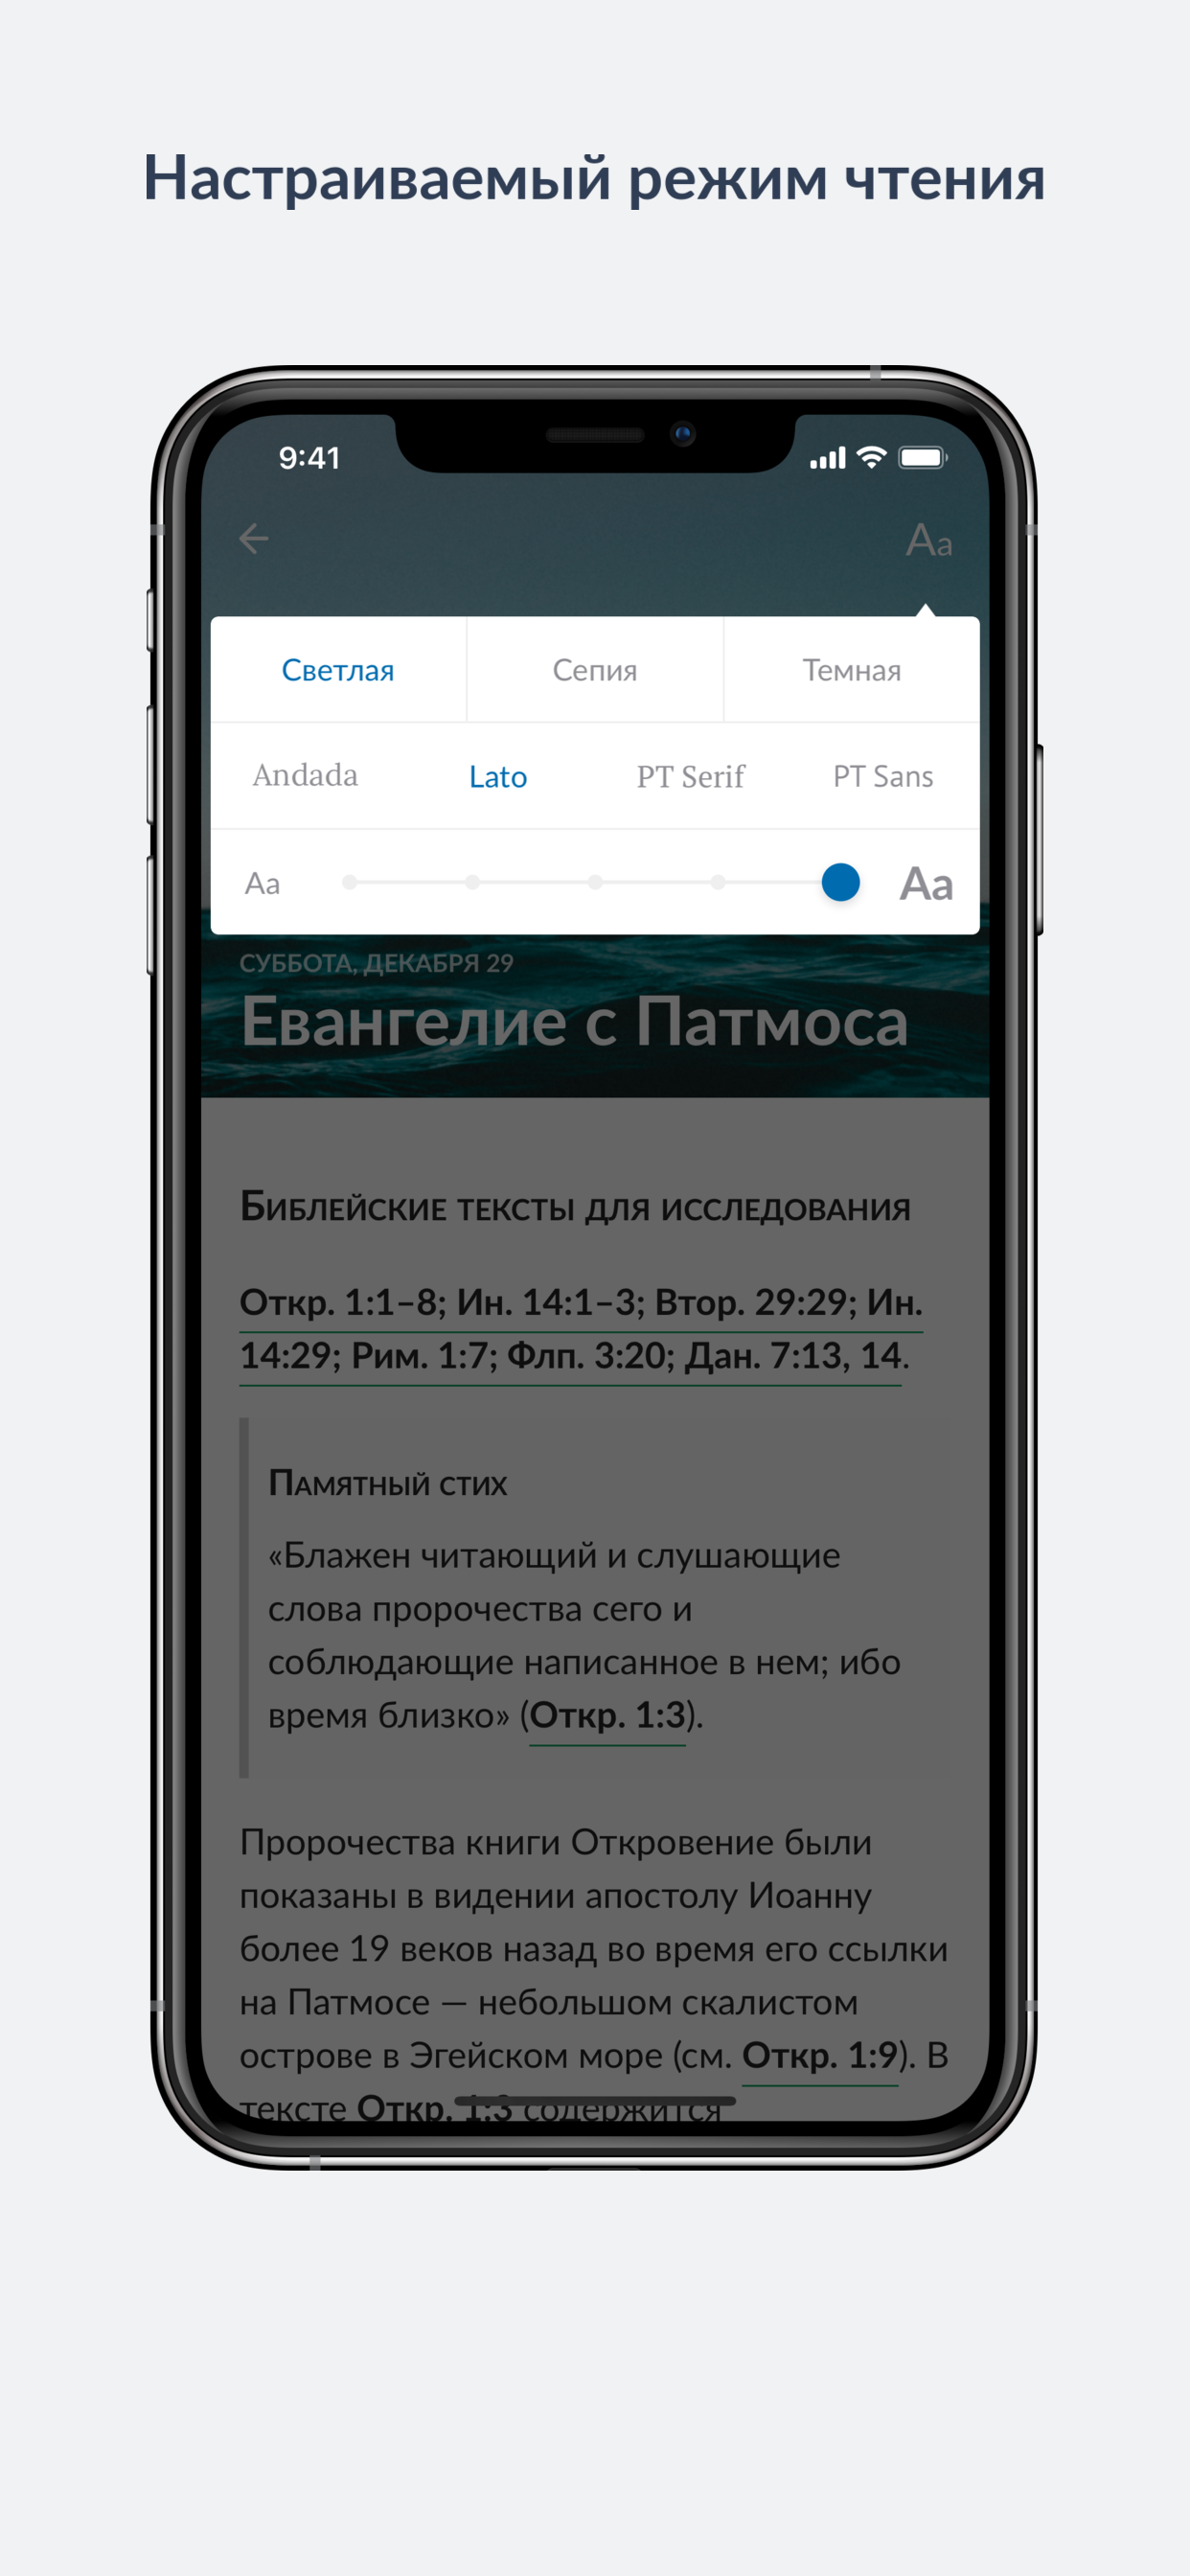 Настраиваемый режим чтения
9:41
Aa
Светлая Сепия Темная
Andada Lato PT Serif PT Sans
Aa Aa
СУББОТА, ДЕКАБРЯ 29
Евангелие с Патмоса
Библейские тексты для исследования
Откр. 1:1–8; Ин. 14:1–3; Втор. 29:29; Ин.
14:29; Рим. 1:7; Флп. 3:20; Дан. 7:13, 14.
Памятный стих
«Блажен читающий и слушающие
слова пророчества сего и
соблюдающие написанное в нем; ибо
время близко» (Откр. 1:3).
Пророчества книги Откровение были
показаны в видении апостолу Иоанну
более 19 веков назад во время его ссылки
на Патмосе — небольшом скалистом
острове в Эгейском море (см. Откр. 1:9). В
тексте Откр. 1:3 содержится